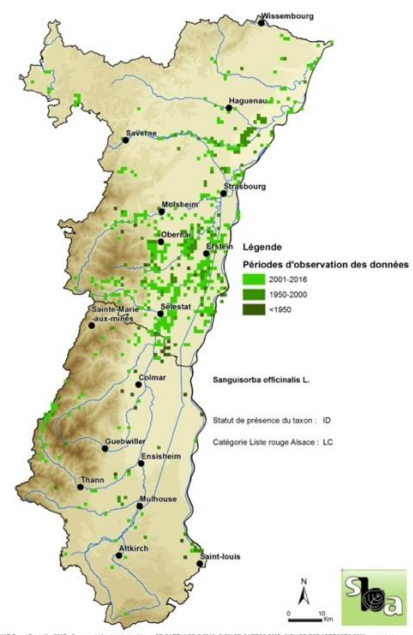 Wissembourg
Haguenau
Saverne
Strasbourg
Molsheim
Obernai
Erstein
Légende
Périodes d'observation des données
2001-2016
1950-2000
<1950
Sélestat
Sainte-Marie
-aux-mines
Colmar
Sanguisorba officinalis L.
Statut de présence du taxon : ID
Catégorie Liste rouge Alsace : LC
Guebwiller
Ensisheim
Thann
Mulhouse
Altkirch
Saint-louis
N
0 10
Km
sba